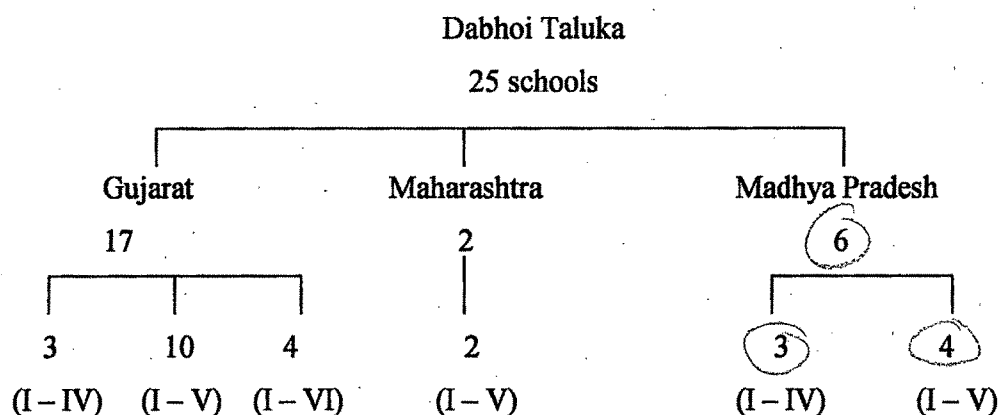 Dabhoi Taluka
25 schools
Gujarat Maharashtra Madhya Pradesh
17 2 6
3 10 4 2 3 4
(I – IV) (I – V) (I – VI) (I – V) (I – IV) (I – V)